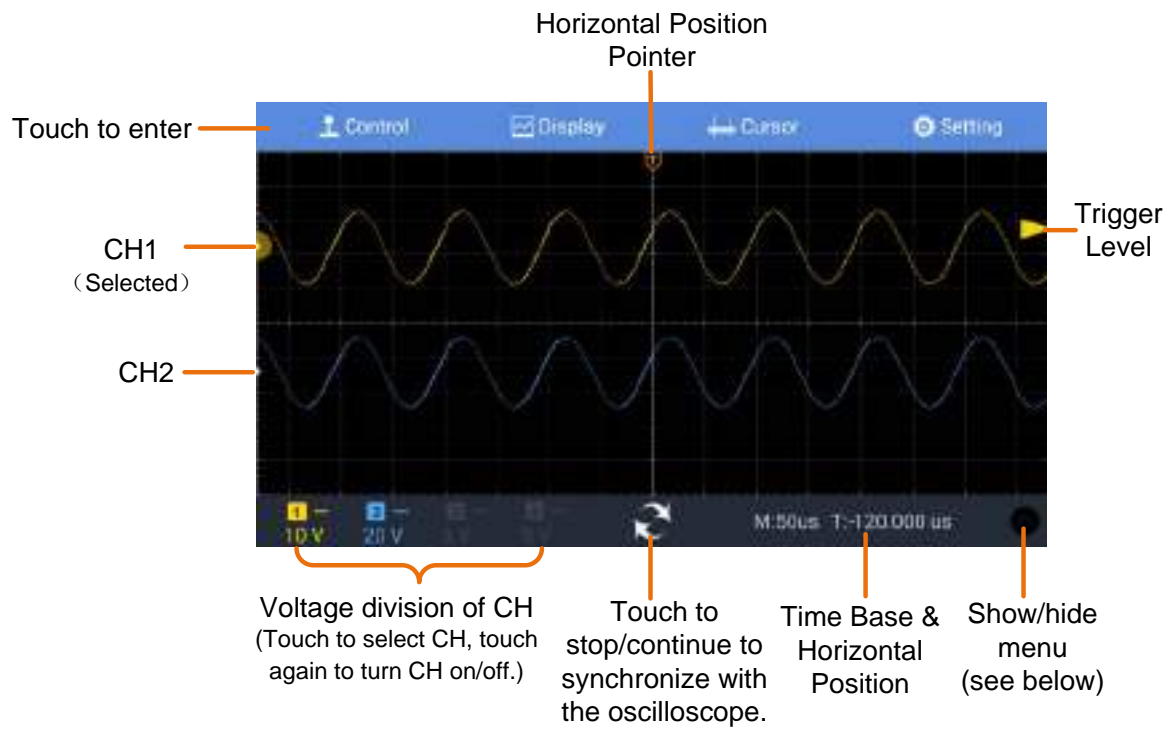 Horizontal Position
Pointer
Touch to enter
Control
Display
Cursor
Setting
T
Trigger
Level
CH1
（Selected）
CH2
1
2
10 V
20 V
M:50us T:-120.000 us
Voltage division of CH
(Touch to select CH, touch
again to turn CH on/off.)
Touch to
stop/continue to
synchronize with
the oscilloscope.
Time Base &
Horizontal
Position
Show/hide
menu
(see below)